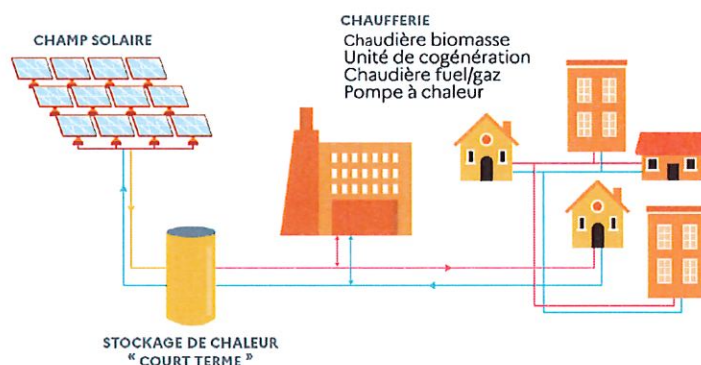 CHAMP SOLAIRE
CHAUFFERIE
Chaudière biomasse
Unité de cogénération
Chaudière fuel/gaz
Pompe à chaleur
STOCKAGE DE CHALEUR
“ COURT TERME ”